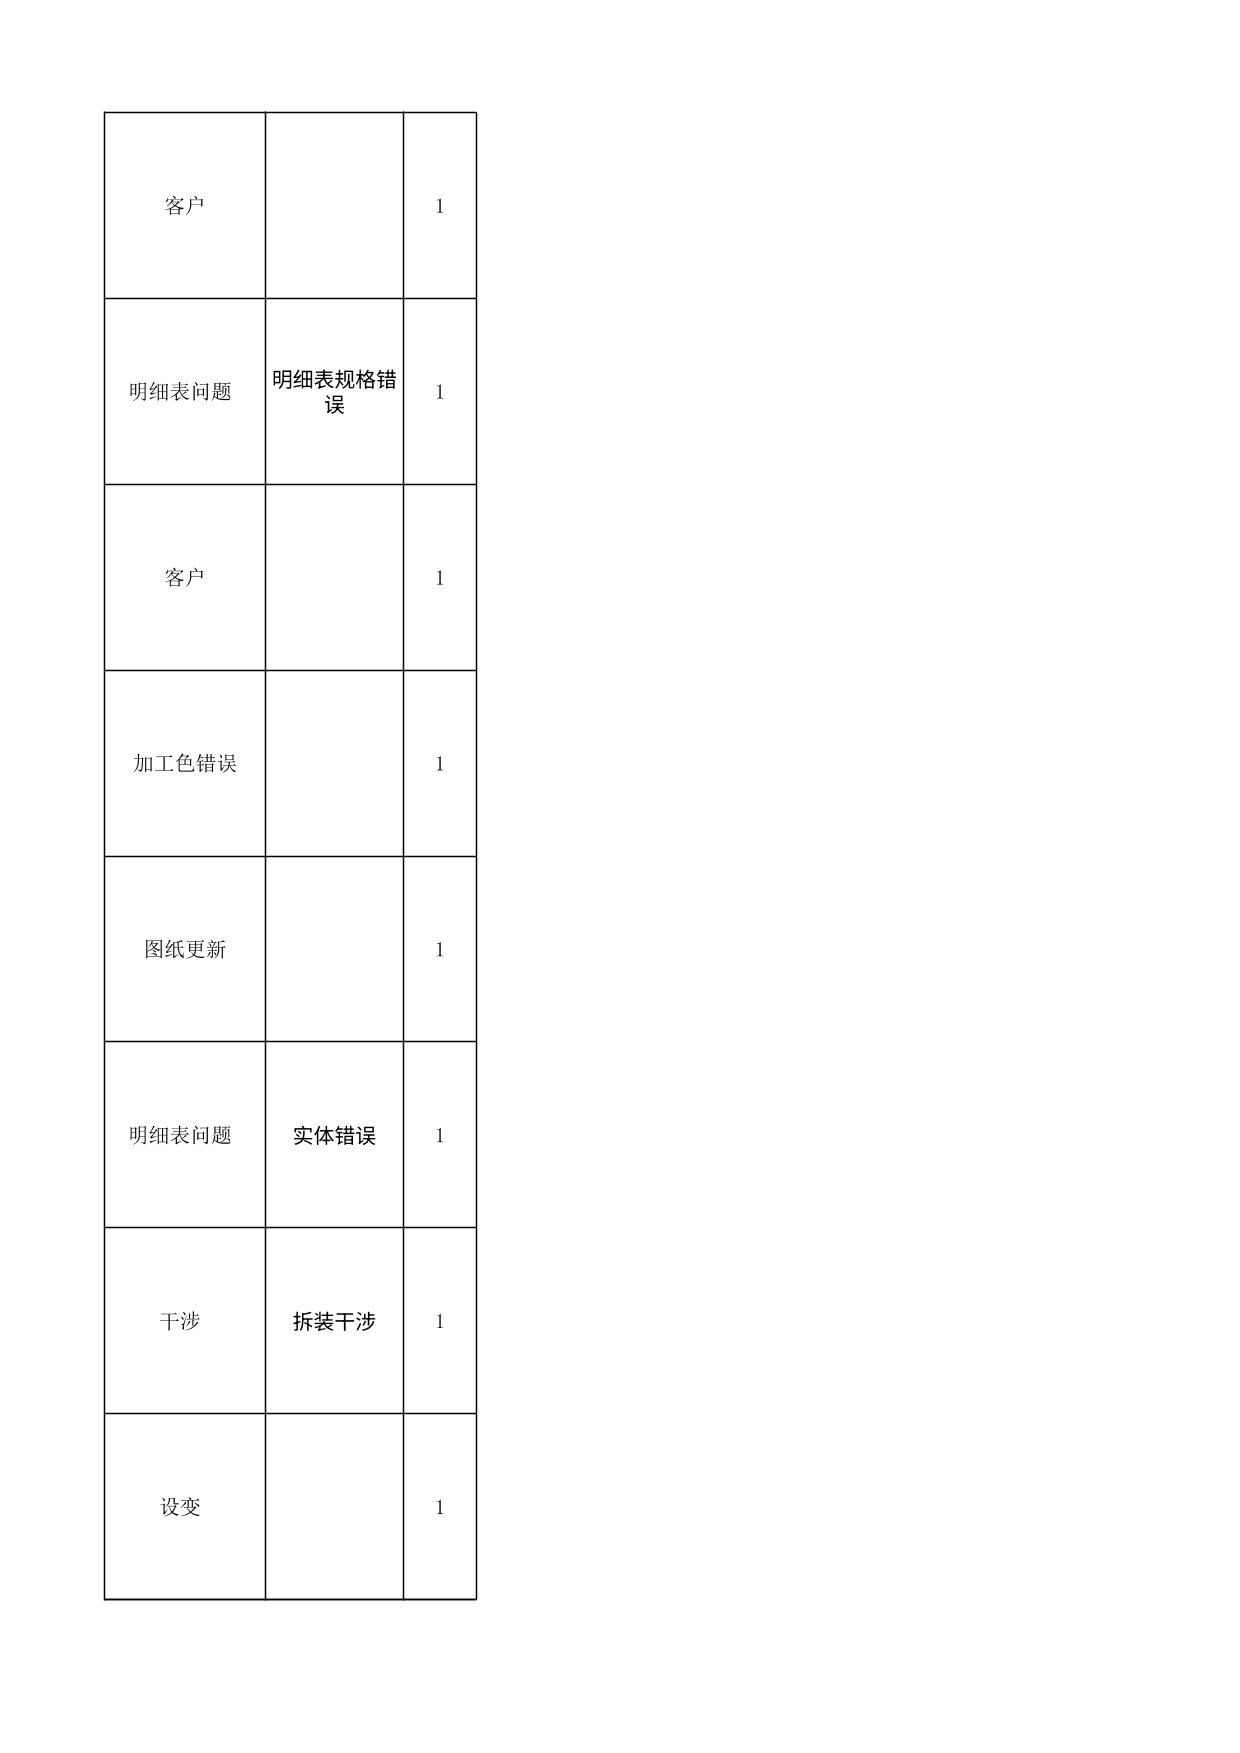 客户 1
明细表问题 明细表规格错
误 1
客户 1
加工色错误 1
图纸更新 1
明细表问题 实体错误 1
干涉 拆装干涉 1
设变 1